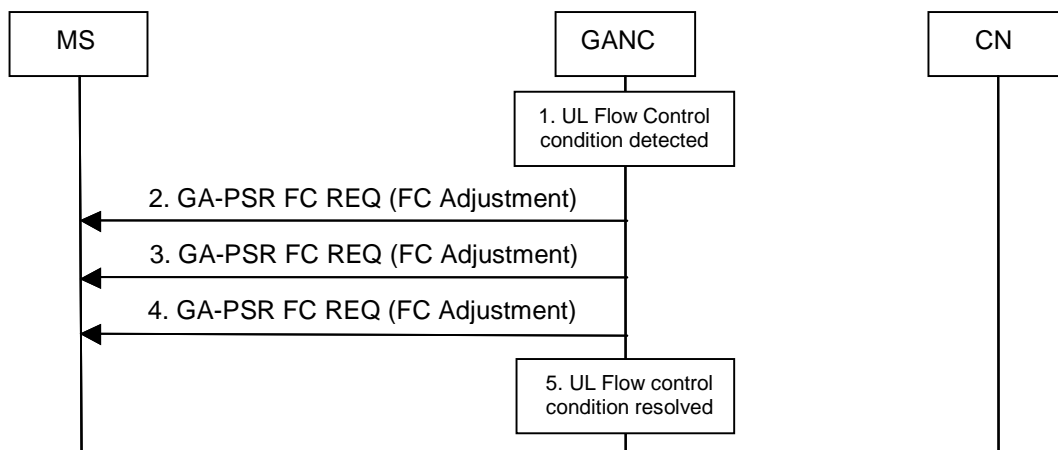 MS
GANC
CN
1. UL Flow Control
condition detected
2. GA-PSR FC REQ (FC Adjustment)
3. GA-PSR FC REQ (FC Adjustment)
4. GA-PSR FC REQ (FC Adjustment)
5. UL Flow control
condition resolved